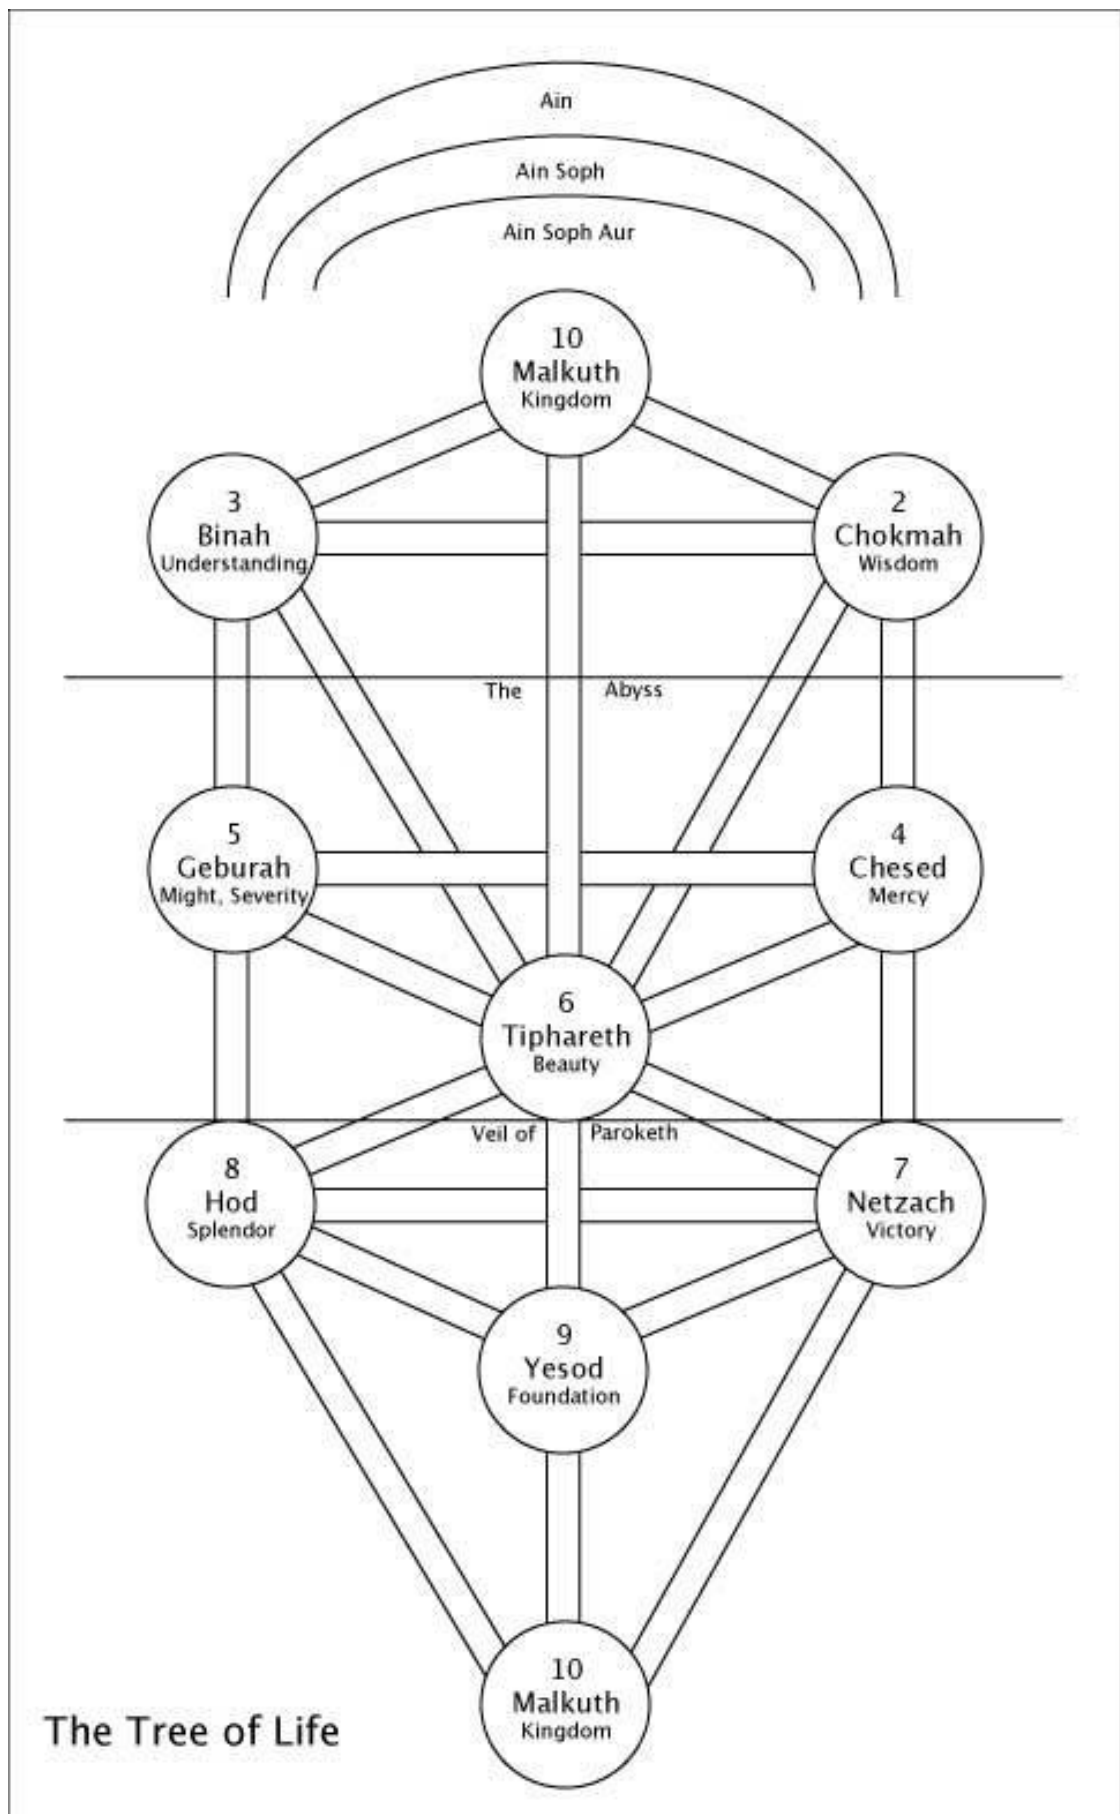 Ain
Ain Soph
Ain Soph Aur
10
Malkuth
Kingdom
3
Binah
Understanding
2
Chokmah
Wisdom
The Abyss
5
Geburah
Might, Severity
4
Chesed
Mercy
6
Tiphareth
Beauty
Veil of Paroketh
8
Hod
Splendor
7
Netzach
Victory
9
Yesod
Foundation
10
Malkuth
Kingdom
The Tree of Life